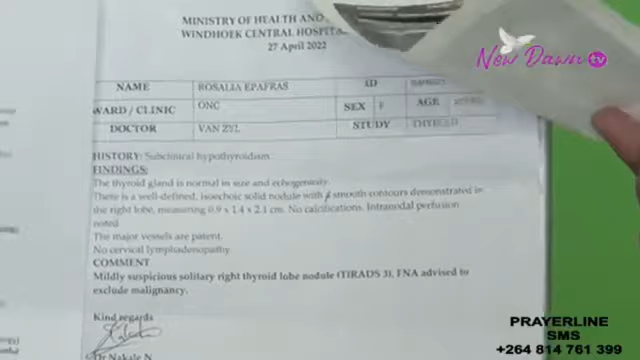 MINISTRY OF HEALTH AND
WINDHOEK CENTRAL HOSPITAL
27 April 2022
New Dawn tv
NAME ROSALIA EPAFRAS ID
WARD / CLINIC ONC SEX F AGE
DOCTOR VAN ZYL STUDY THYROID
HISTORY: Subclinical hypothyroidism
FINDINGS:
The thyroid gland is normal in size and echogenicity.
There is a well-defined, isoechoic solid nodule with smooth contours demonstrated in
the right lobe, measuring 0.9 x 1.4 x 2.1 cm. No calcifications. Intranodal perfusion
noted
The major vessels are patent.
No cervical lymphadenopathy.
COMMENT
Mildly suspicious solitary right thyroid lobe nodule (TIRADS 3). FNA advised to
exclude malignancy.
Kind regards
Dr Nakale N
PRAYERLINE
SMS
+264 814 761 399